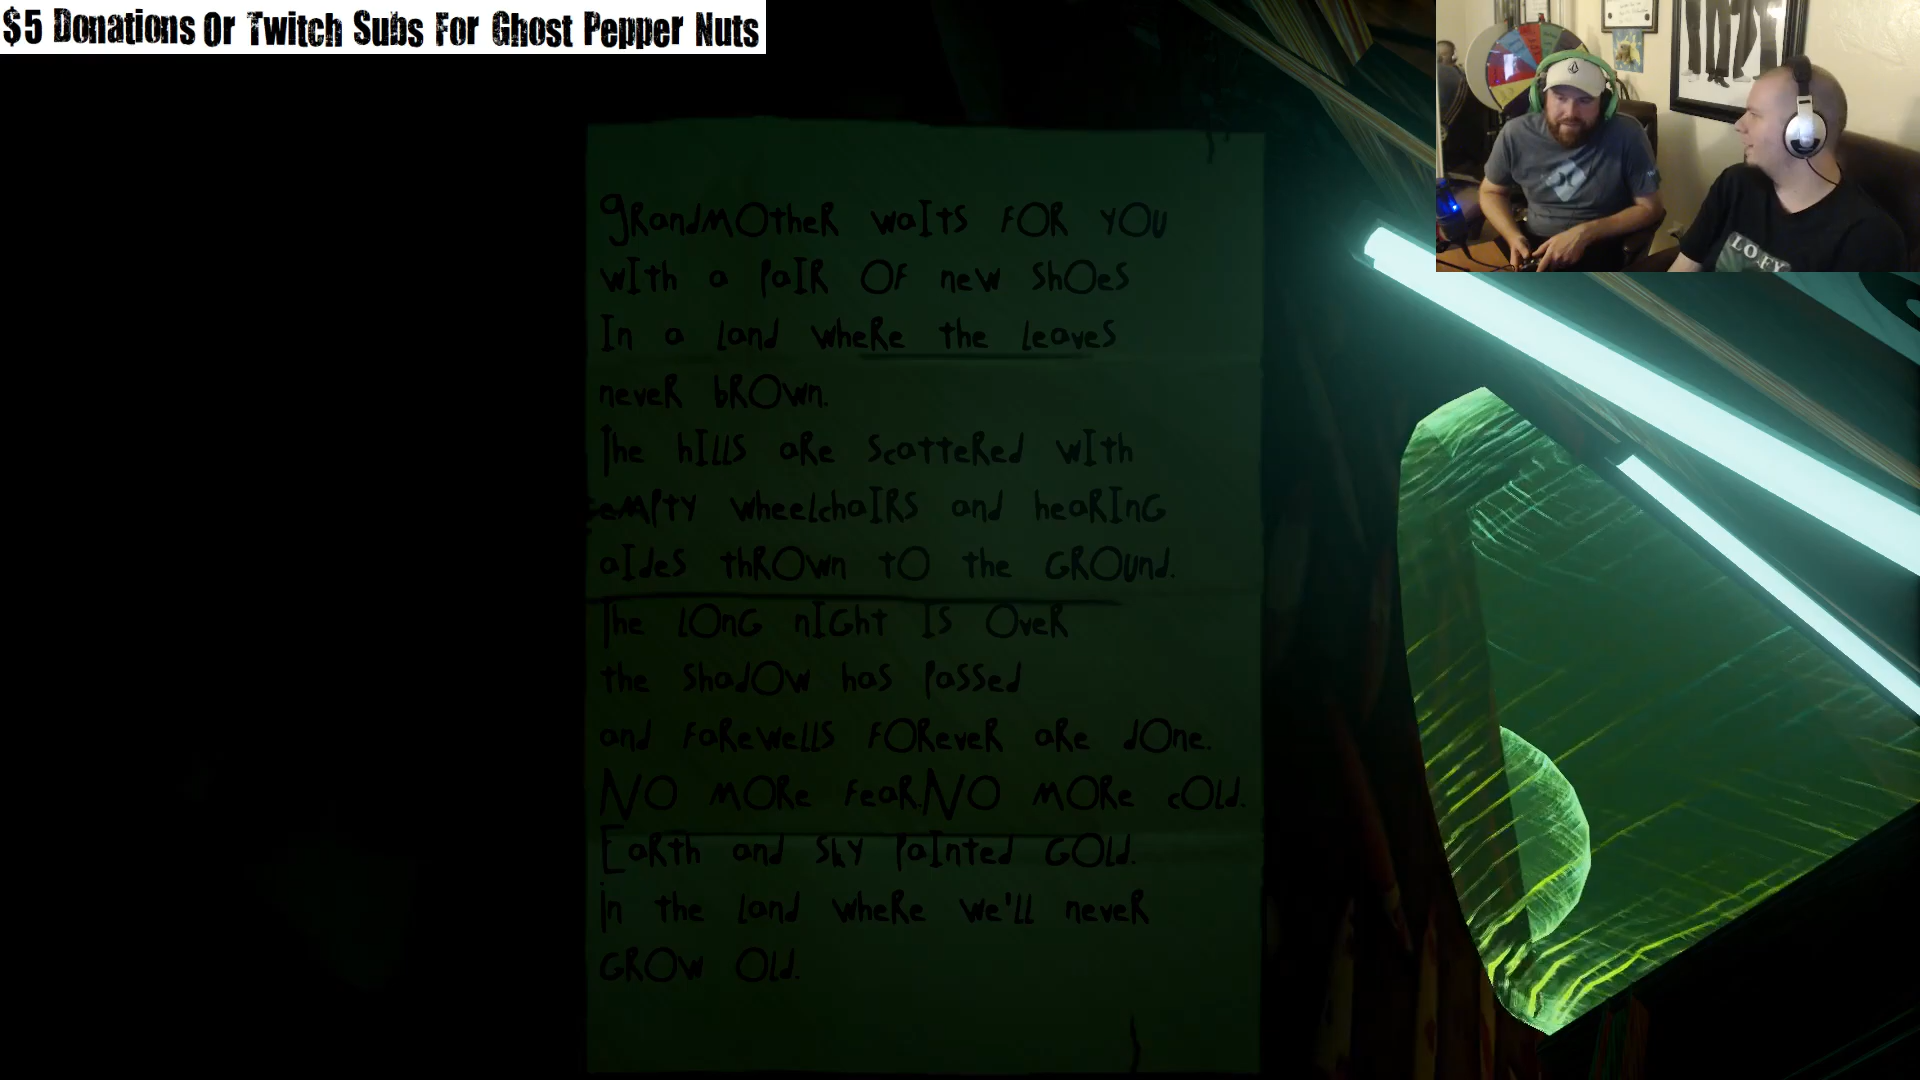 $5 Donations Or Twitch Subs For Ghost Pepper Nuts
grandmother waits for you
with a pair of new shoes
In a land where the leaves
never brown.
The hills are scattered with
empty wheelchairs and hearing
aides thrown to the ground.
The long night is over
the shadow has passed
and farewells forever are done.
No more fear. No more cold.
Earth and sky painted gold.
In the land where we'll never
grow old.